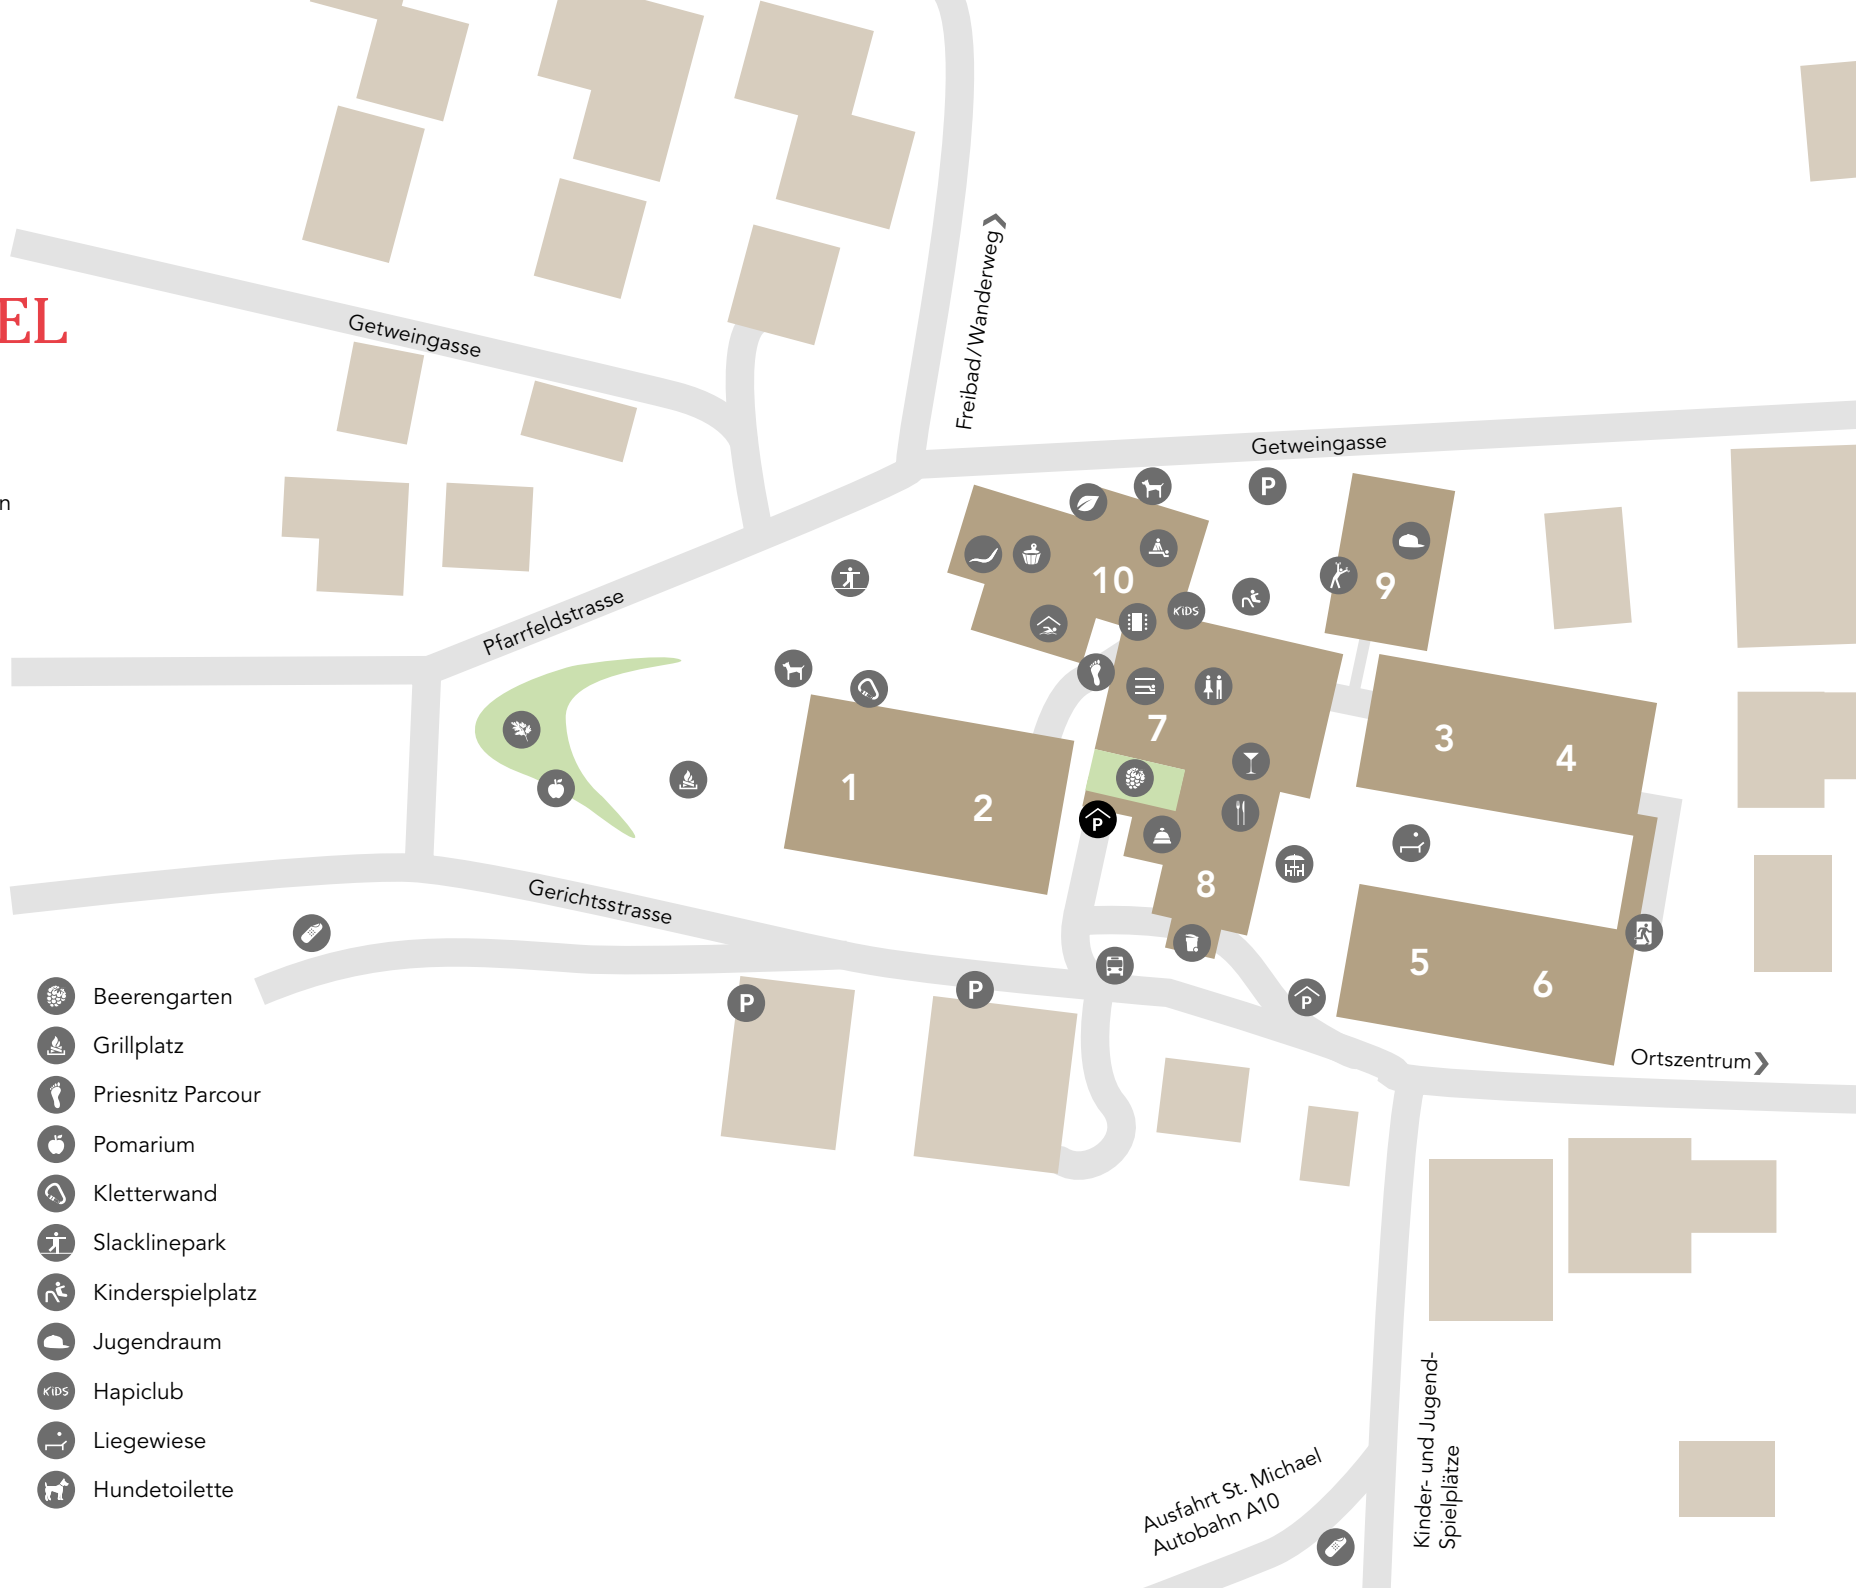 EL
n
Getweingasse
Freibad/Wanderweg
Getweingasse
P
Pfarrfeldstrasse
10
9
KiDS
7
3
4
1
2
P
8
Gerichtsstrasse
5
6
P
P
P
Ortszentrum
Beerengarten
Grillplatz
Priesnitz Parcour
Pomarium
Kletterwand
Slacklinepark
Kinderspielplatz
Jugendraum
KiDS Hapiclub
Liegewiese
Hundetoilette
Kinder- und Jugend-
Spielplätze
Ausfahrt St. Michael
Autobahn A10